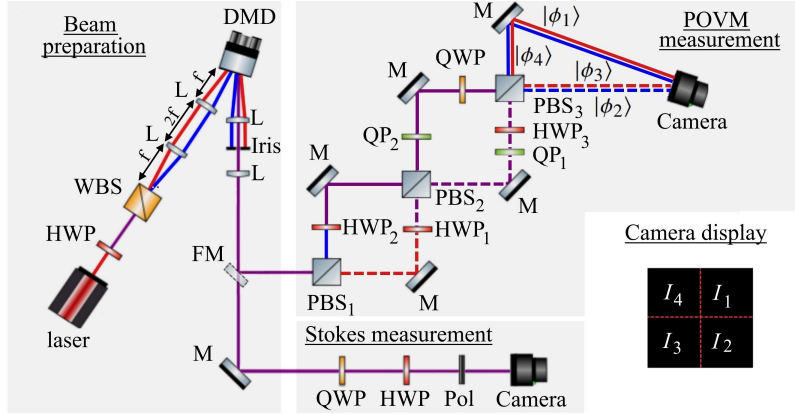 Beam
preparation
DMD
f
L
2f
L
f
L
Iris
L
WBS
HWP
laser
FM
M
POVM
measurement
M
|ϕ₁⟩
|ϕ₄⟩
|ϕ₃⟩
|ϕ₂⟩
Camera
QWP
M
PBS₃
HWP₃
QP₂
QP₁
M
PBS₂
M
HWP₂
HWP₁
PBS₁
M
Stokes measurement
QWP
HWP
Pol
Camera
Camera display
I₄ I₁
I₃ I₂